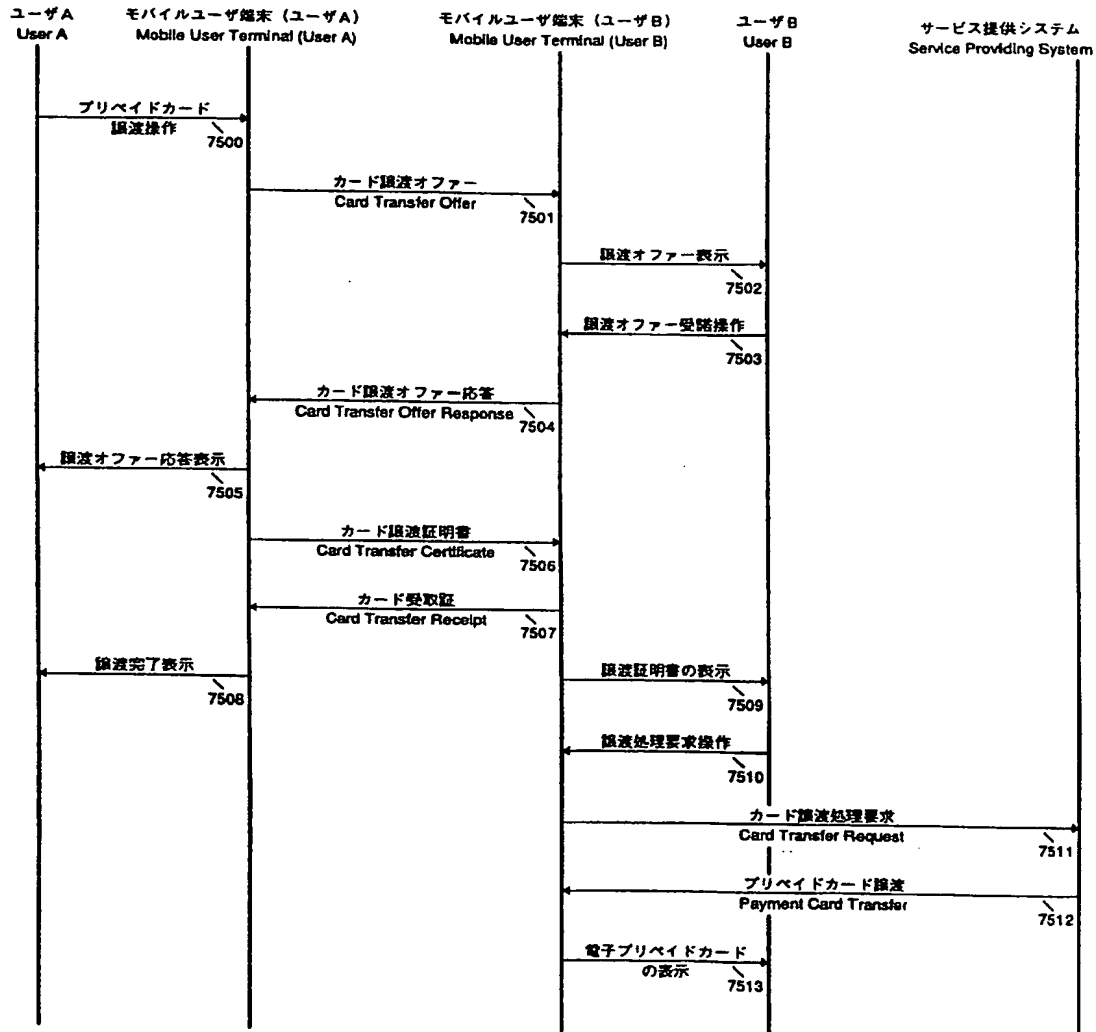 ユーザA
User A
モバイルユーザ端末（ユーザA）
Mobile User Terminal (User A)
モバイルユーザ端末（ユーザB）
Mobile User Terminal (User B)
ユーザB
User B
サービス提供システム
Service Providing System
プリペイドカード
譲渡操作
7500
カード譲渡オファー
Card Transfer Offer
7501
譲渡オファー表示
7502
譲渡オファー受諾操作
7503
カード譲渡オファー応答
Card Transfer Offer Response
7504
譲渡オファー応答表示
7505
カード譲渡証明書
Card Transfer Certificate
7506
カード受取証
Card Transfer Receipt
7507
譲渡完了表示
7508
譲渡証明書の表示
7509
譲渡処理要求操作
7510
カード譲渡処理要求
Card Transfer Request
7511
プリペイドカード譲渡
Payment Card Transfer
7512
電子プリペイドカード
の表示
7513